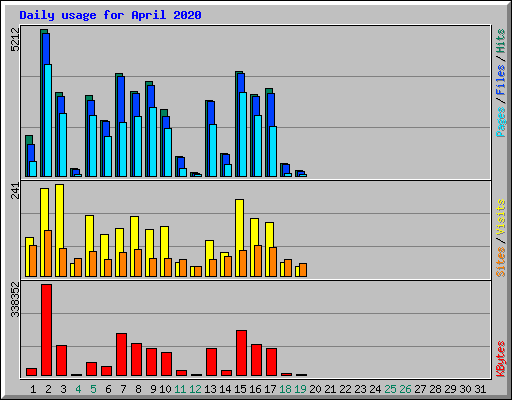 Daily usage for April 2020
5212
Pages / Files / Hits
241
Sites / Visits
338352
KBytes
1 2 3 4 5 6 7 8 9 10 11 12 13 14 15 16 17 18 19 20 21 22 23 24 25 26 27 28 29 30 31